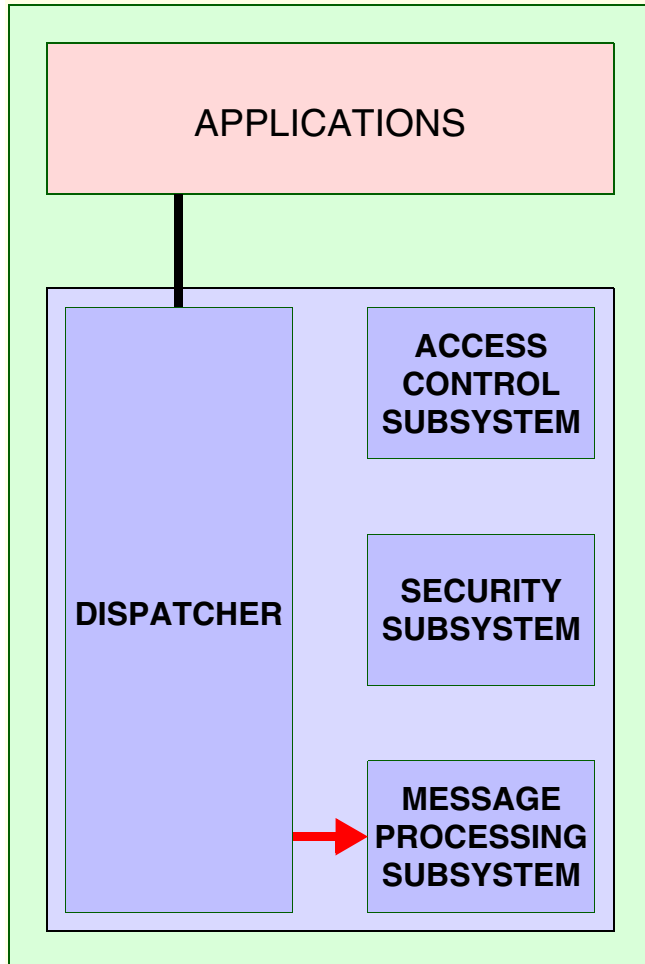 APPLICATIONS
ACCESS
CONTROL
SUBSYSTEM
DISPATCHER
SECURITY
SUBSYSTEM
MESSAGE
PROCESSING
SUBSYSTEM